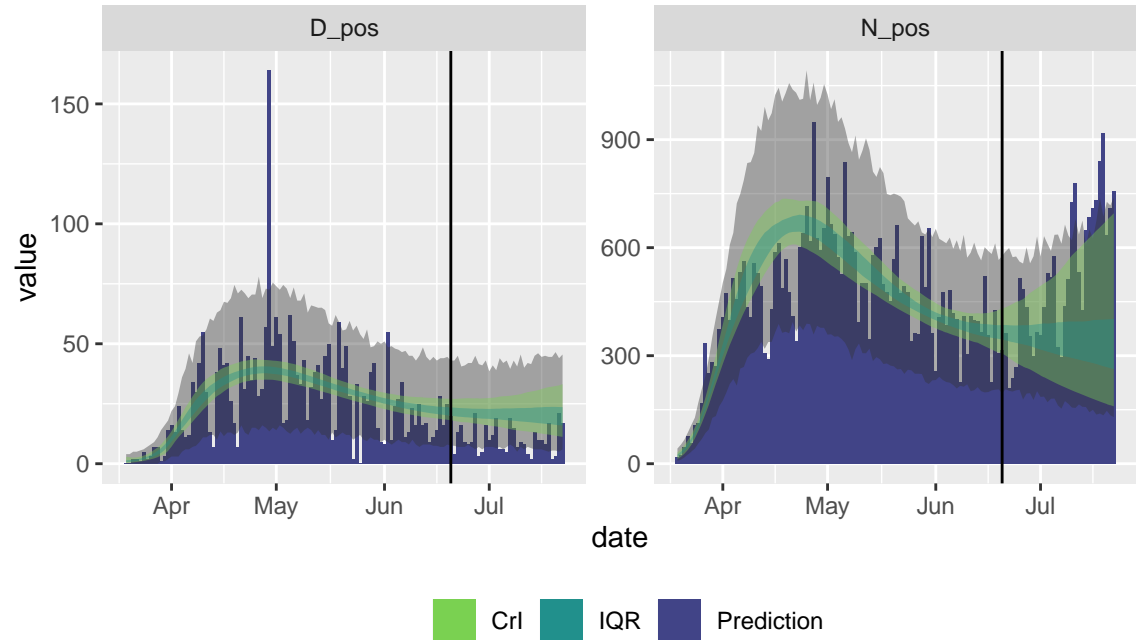 D_pos
N_pos
value
150
100
50
0
900
600
300
0
Apr
May
Jun
Jul
Apr
May
Jun
Jul
date
CrI
IQR
Prediction